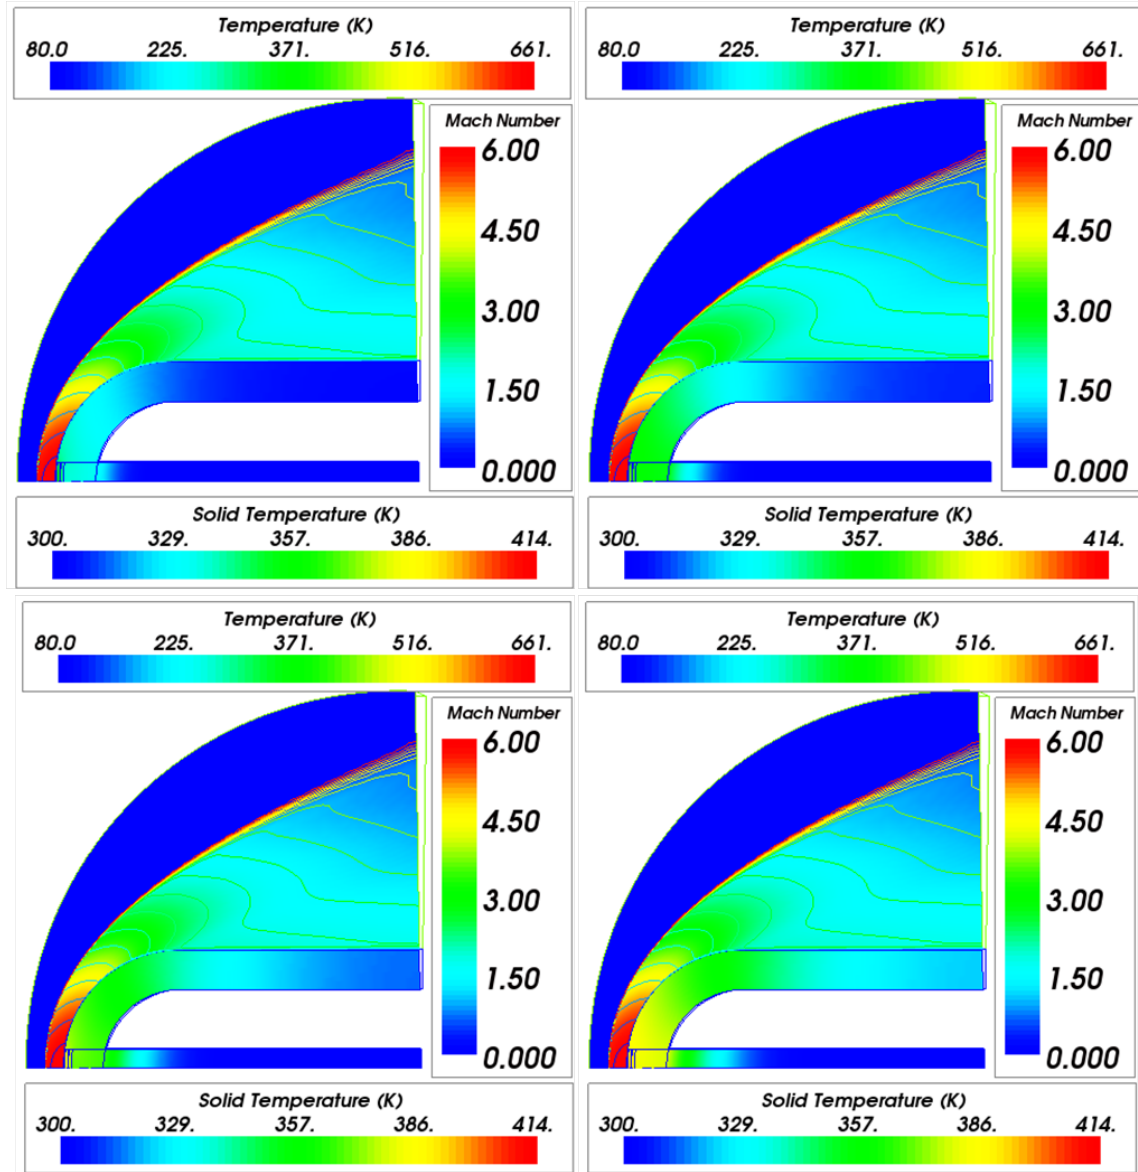 Temperature (K)
80.0 225. 371. 516. 661.
Mach Number
6.00
4.50
3.00
1.50
0.000
Solid Temperature (K)
300. 329. 357. 386. 414.
Temperature (K)
80.0 225. 371. 516. 661.
Mach Number
6.00
4.50
3.00
1.50
0.000
Solid Temperature (K)
300. 329. 357. 386. 414.
Temperature (K)
80.0 225. 371. 516. 661.
Mach Number
6.00
4.50
3.00
1.50
0.000
Solid Temperature (K)
300. 329. 357. 386. 414.
Temperature (K)
80.0 225. 371. 516. 661.
Mach Number
6.00
4.50
3.00
1.50
0.000
Solid Temperature (K)
300. 329. 357. 386. 414.